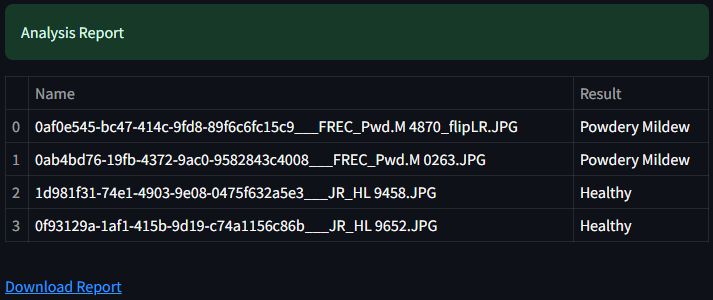 Analysis Report
Name Result
0 0af0e545-bc47-414c-9fd8-89f6c6fc15c9___FREC_Pwd.M 4870_flipLR.JPG Powdery Mildew
1 0ab4bd76-19fb-4372-9ac0-9582843c4008___FREC_Pwd.M 0263.JPG Powdery Mildew
2 1d981f31-74e1-4903-9e08-0475f632a5e3___JR_HL 9458.JPG Healthy
3 0f93129a-1af1-415b-9d19-c74a1156c86b___JR_HL 9652.JPG Healthy
Download Report